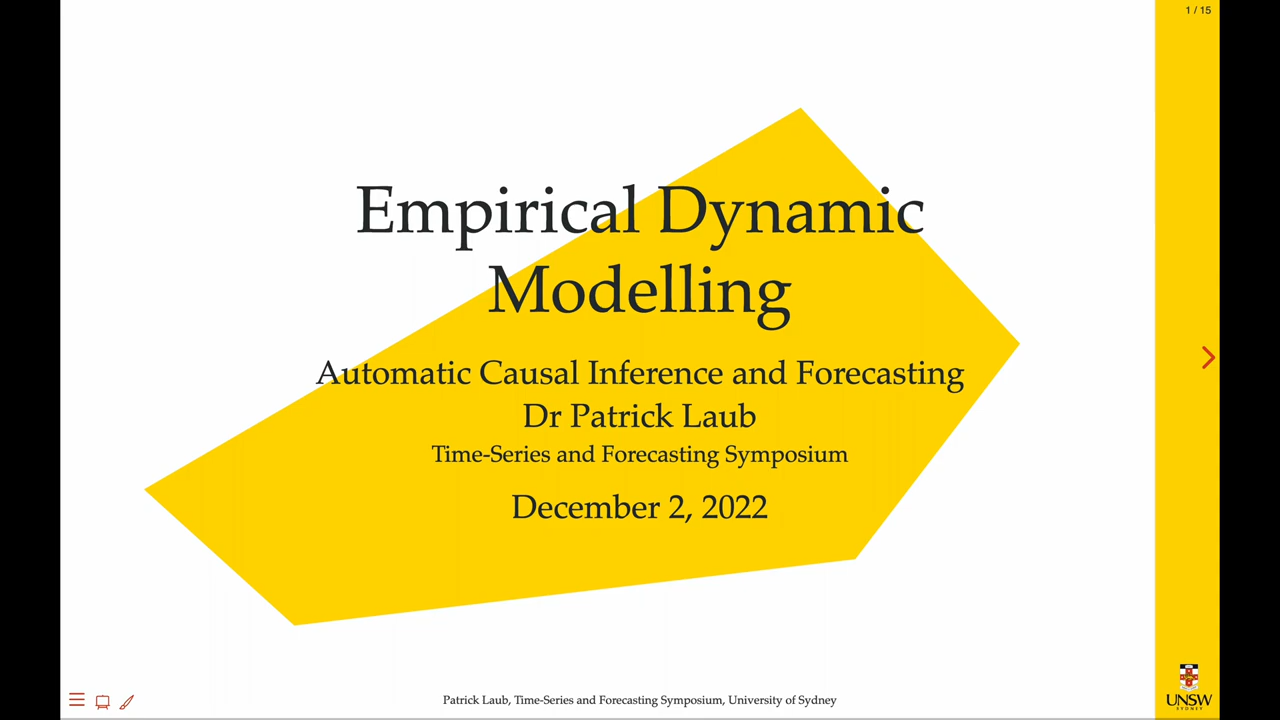 1 / 15
Empirical Dynamic
Modelling
Automatic Causal Inference and Forecasting
Dr Patrick Laub
Time-Series and Forecasting Symposium
December 2, 2022
Patrick Laub, Time-Series and Forecasting Symposium, University of Sydney
UNSW
SYDNEY